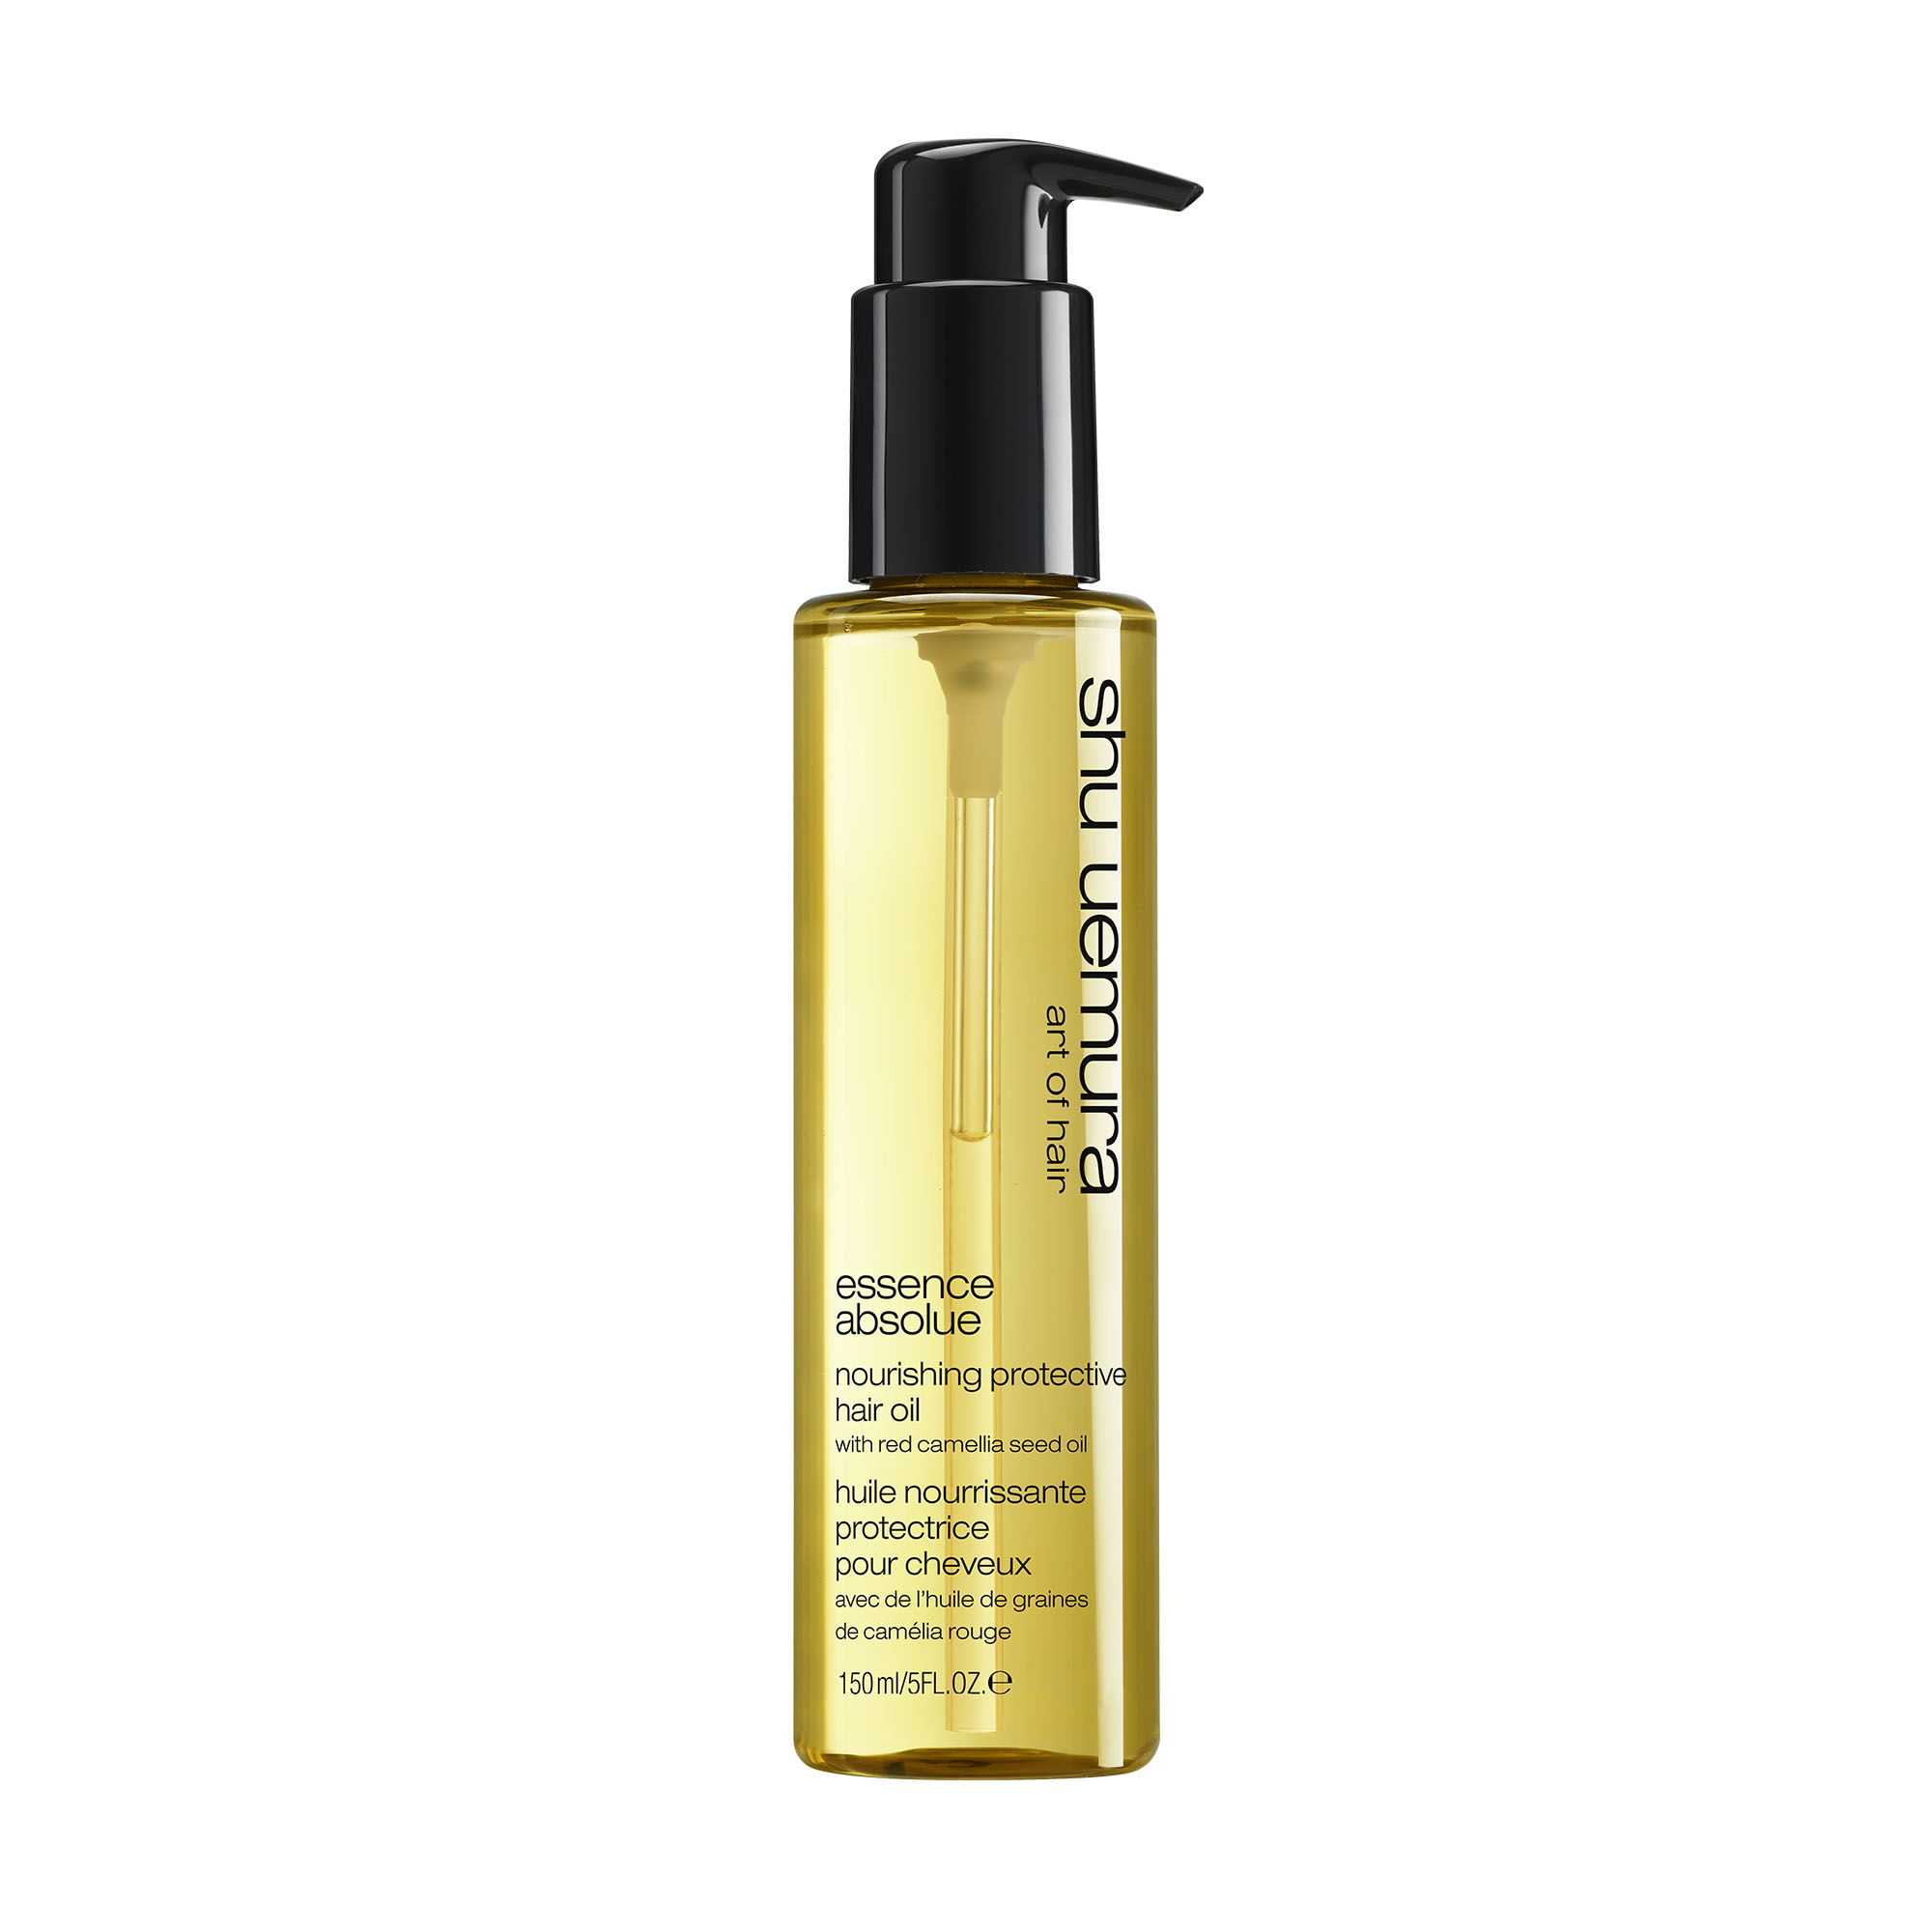 shu uemura
art of hair
essence
absolue
nourishing protective
hair oil
with red camellia seed oil
huile nourrissante
protectrice
pour cheveux
avec de l'huile de graines
de camélia rouge
150 ml/5FL.OZ.℮